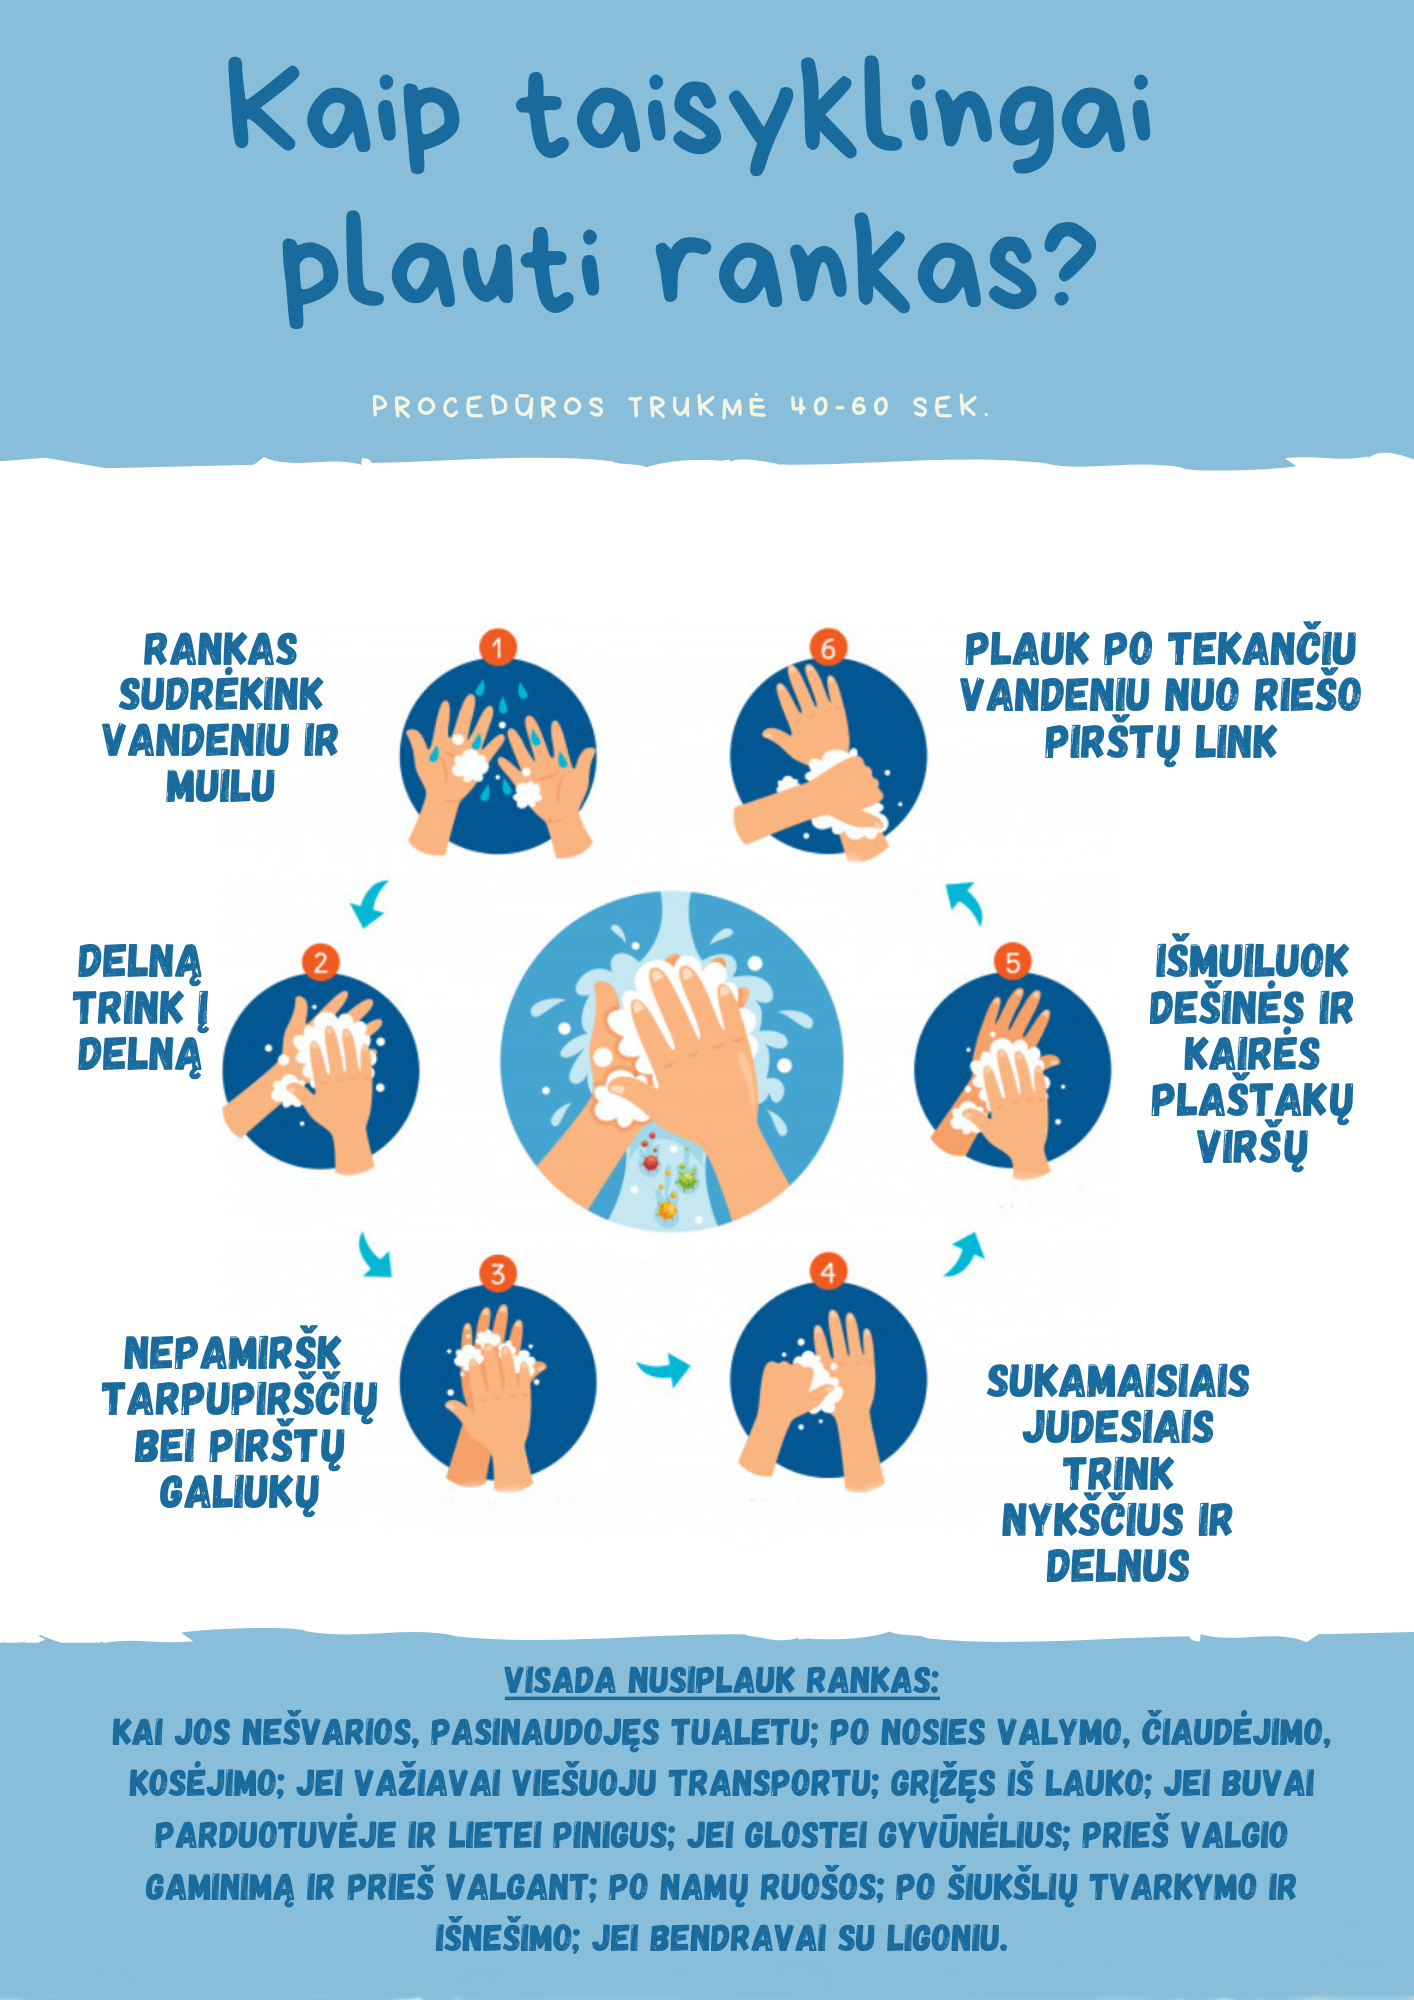 Kaip taisyklingai
plauti rankas?
PROCEDŪROS TRUKMĖ 40-60 SEK.
1
RANKAS
SUDRĖKINK
VANDENIU IR
MUILU
2
DELNĄ
TRINK Į
DELNĄ
3
NEPAMIRŠK
TARPUPIRŠČIŲ
BEI PIRŠTŲ
GALIUKŲ
4
SUKAMAISIAIS
JUDESIAIS
TRINK
NYKŠČIUS IR
DELNUS
5
IŠMUILUOK
DEŠINĖS IR
KAIRĖS
PLAŠTAKŲ
VIRŠŲ
6
PLAUK PO TEKANČIU
VANDENIU NUO RIEŠO
PIRŠTŲ LINK
VISADA NUSIPLAUK RANKAS:
KAI JOS NEŠVARIOS, PASINAUDOJĘS TUALETU; PO NOSIES VALYMO, ČIAUDĖJIMO,
KOSĖJIMO; JEI VAŽIAVAI VIEŠUOJU TRANSPORTU; GRĮŽĘS IŠ LAUKO; JEI BUVAI
PARDUOTUVĖJE IR LIETEI PINIGUS; JEI GLOSTEI GYVŪNĖLIUS; PRIEŠ VALGIO
GAMINIMĄ IR PRIEŠ VALGANT; PO NAMŲ RUOŠOS; PO ŠIUKŠLIŲ TVARKYMO IR
IŠNEŠIMO; JEI BENDRAVAI SU LIGONIU.